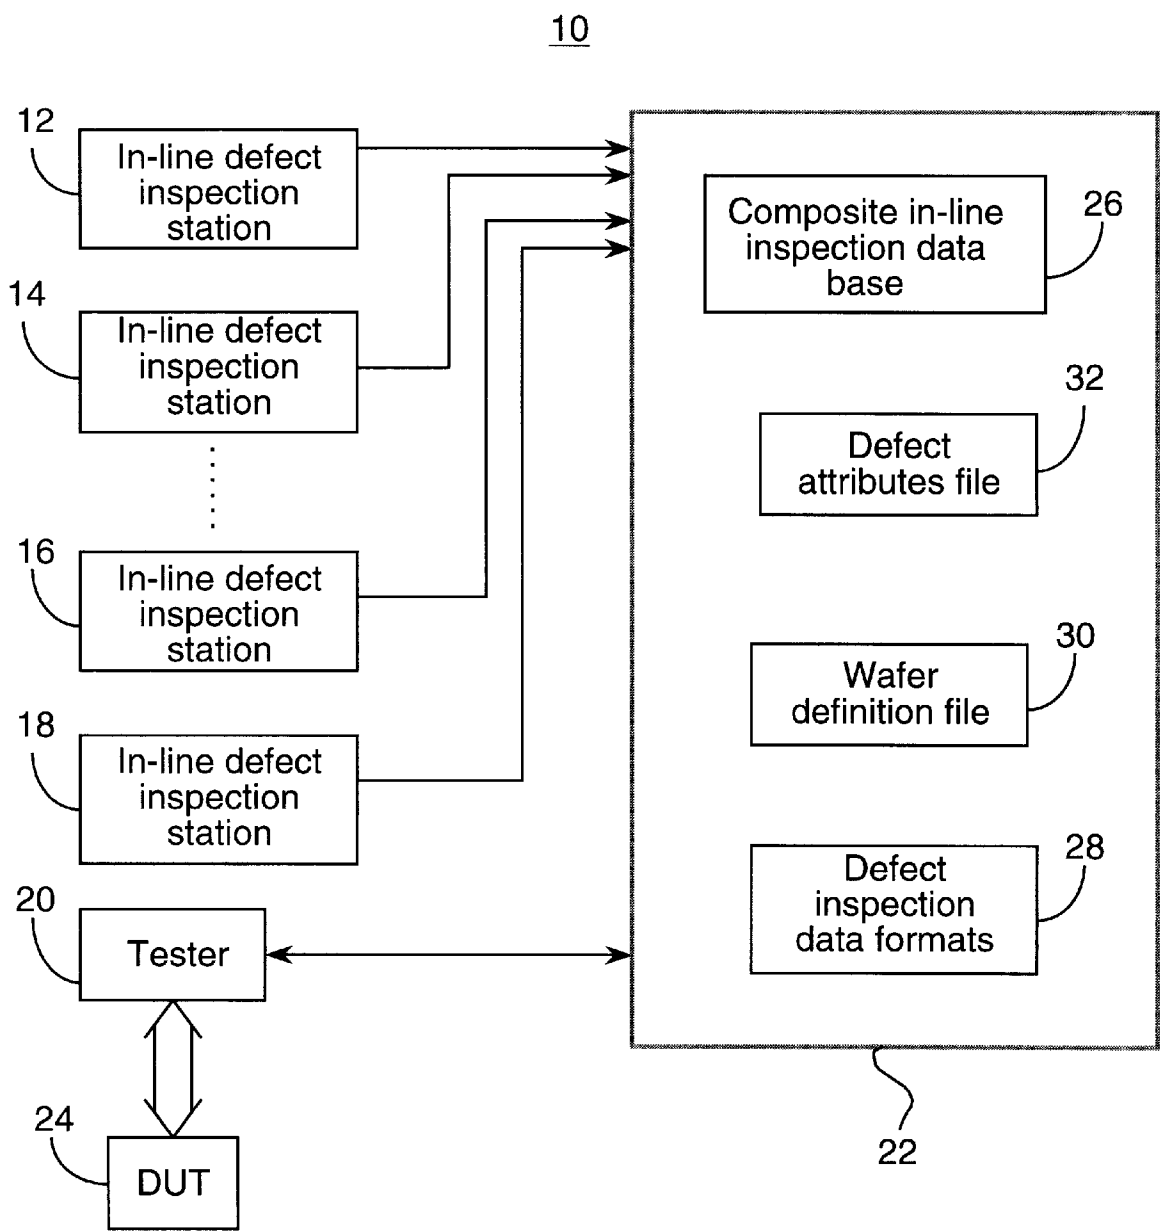 10
12
In-line defect
inspection
station
14
In-line defect
inspection
station
16
In-line defect
inspection
station
18
In-line defect
inspection
station
20
Tester
24
DUT
Composite in-line
inspection data
base
26
Defect
attributes file
32
Wafer
definition file
30
Defect
inspection
data formats
28
22